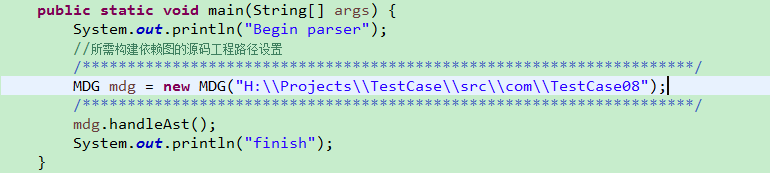 public static void main(String[] args) {
System.out.println("Begin parser");
//所需构建依赖图的源码工程路径设置
/********************************************************************/
MDG mdg = new MDG("H:\\Projects\\TestCase\\src\\com\\TestCase08");
/********************************************************************/
mdg.handleAst();
System.out.println("finish");
}